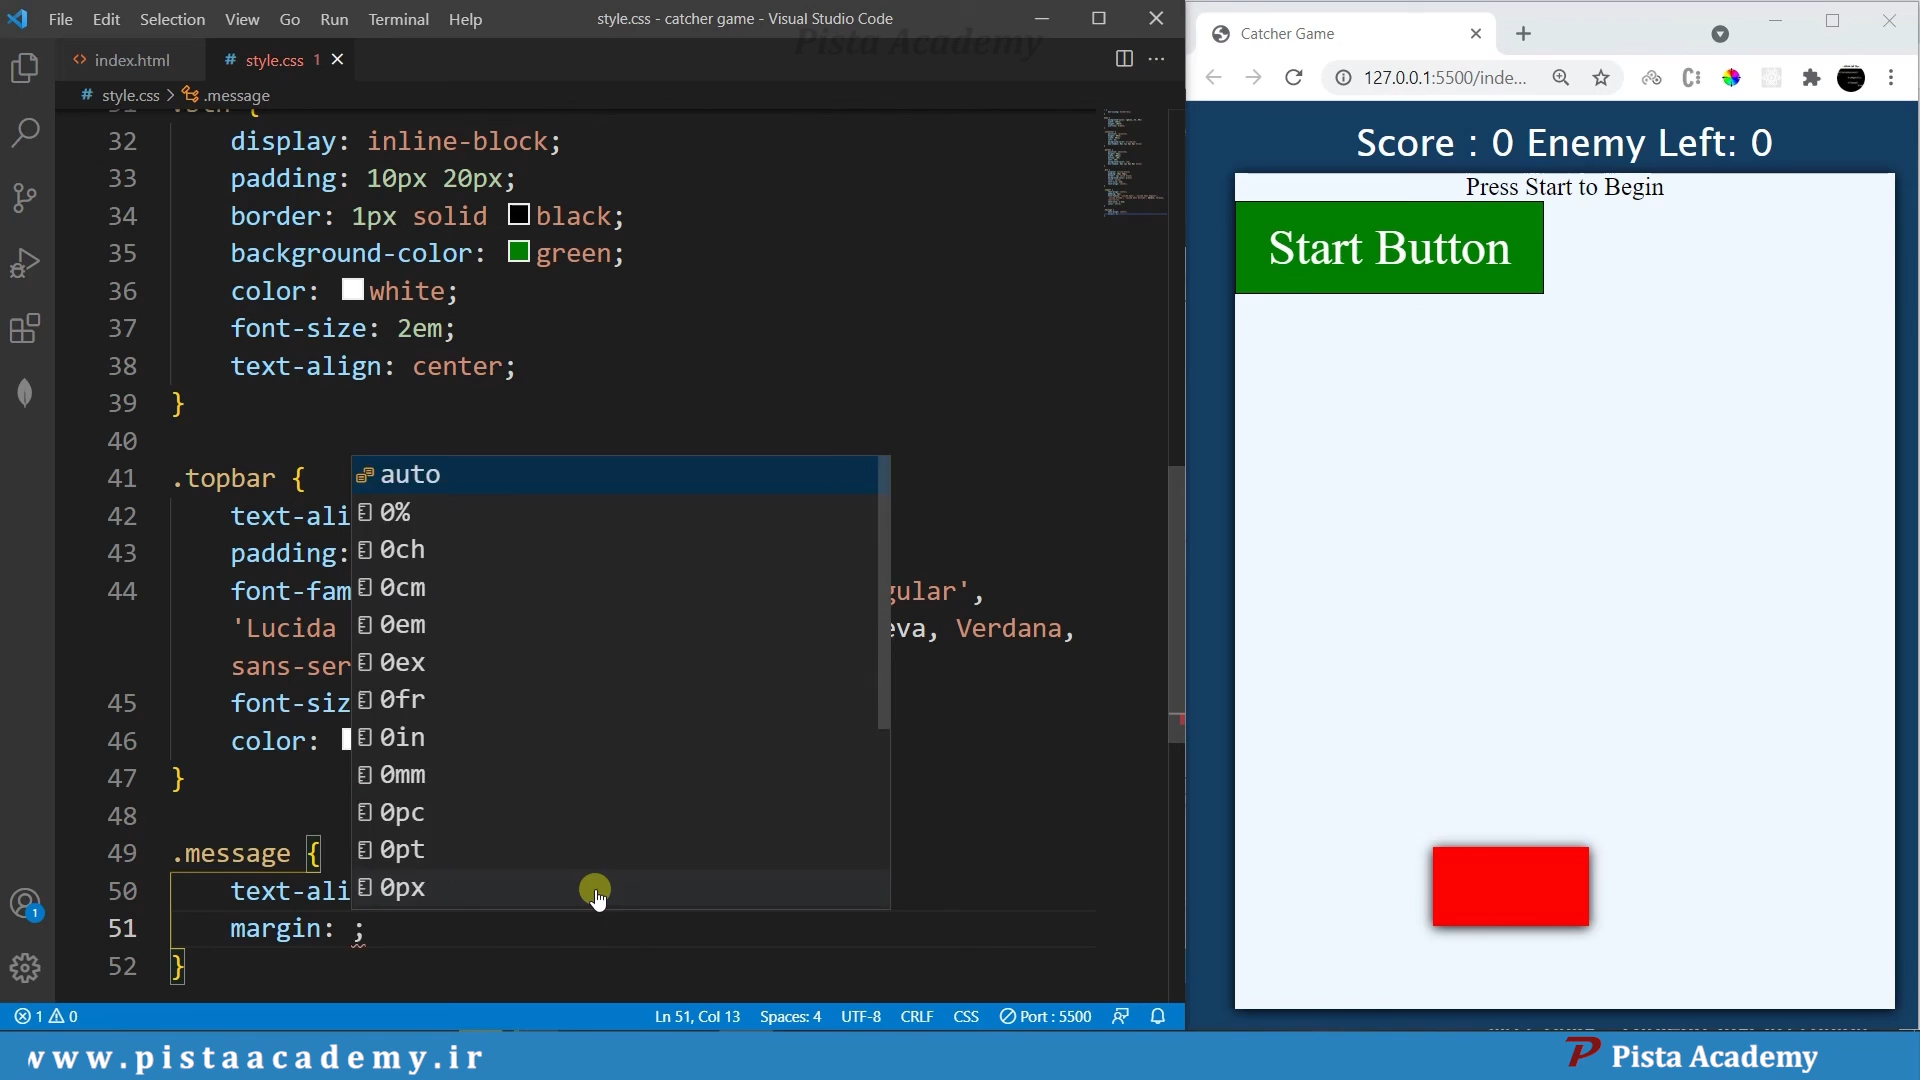 File Edit Selection View Go Run Terminal Help
style.css - catcher game - Visual Studio Code
Pista Academy
index.html
# style.css 1
# style.css > .message
32 display: inline-block;
33 padding: 10px 20px;
34 border: 1px solid black;
35 background-color: green;
36 color: white;
37 font-size: 2em;
38 text-align: center;
39 }
40
41 .topbar {
42 text-ali
43 padding:
44 font-fam gular',
'Lucida eva, Verdana,
sans-ser
45 font-siz
46 color:
47 }
48
49 .message {
50 text-ali
51 margin: ;
52 }
auto
0%
0ch
0cm
0em
0ex
0fr
0in
0mm
0pc
0pt
0px
1
1 0
Ln 51, Col 13 Spaces: 4 UTF-8 CRLF CSS Port : 5500
Catcher Game
127.0.0.1:5500/inde...
Score : 0 Enemy Left: 0
Press Start to Begin
Start Button
www.pistaacademy.ir
Pista Academy